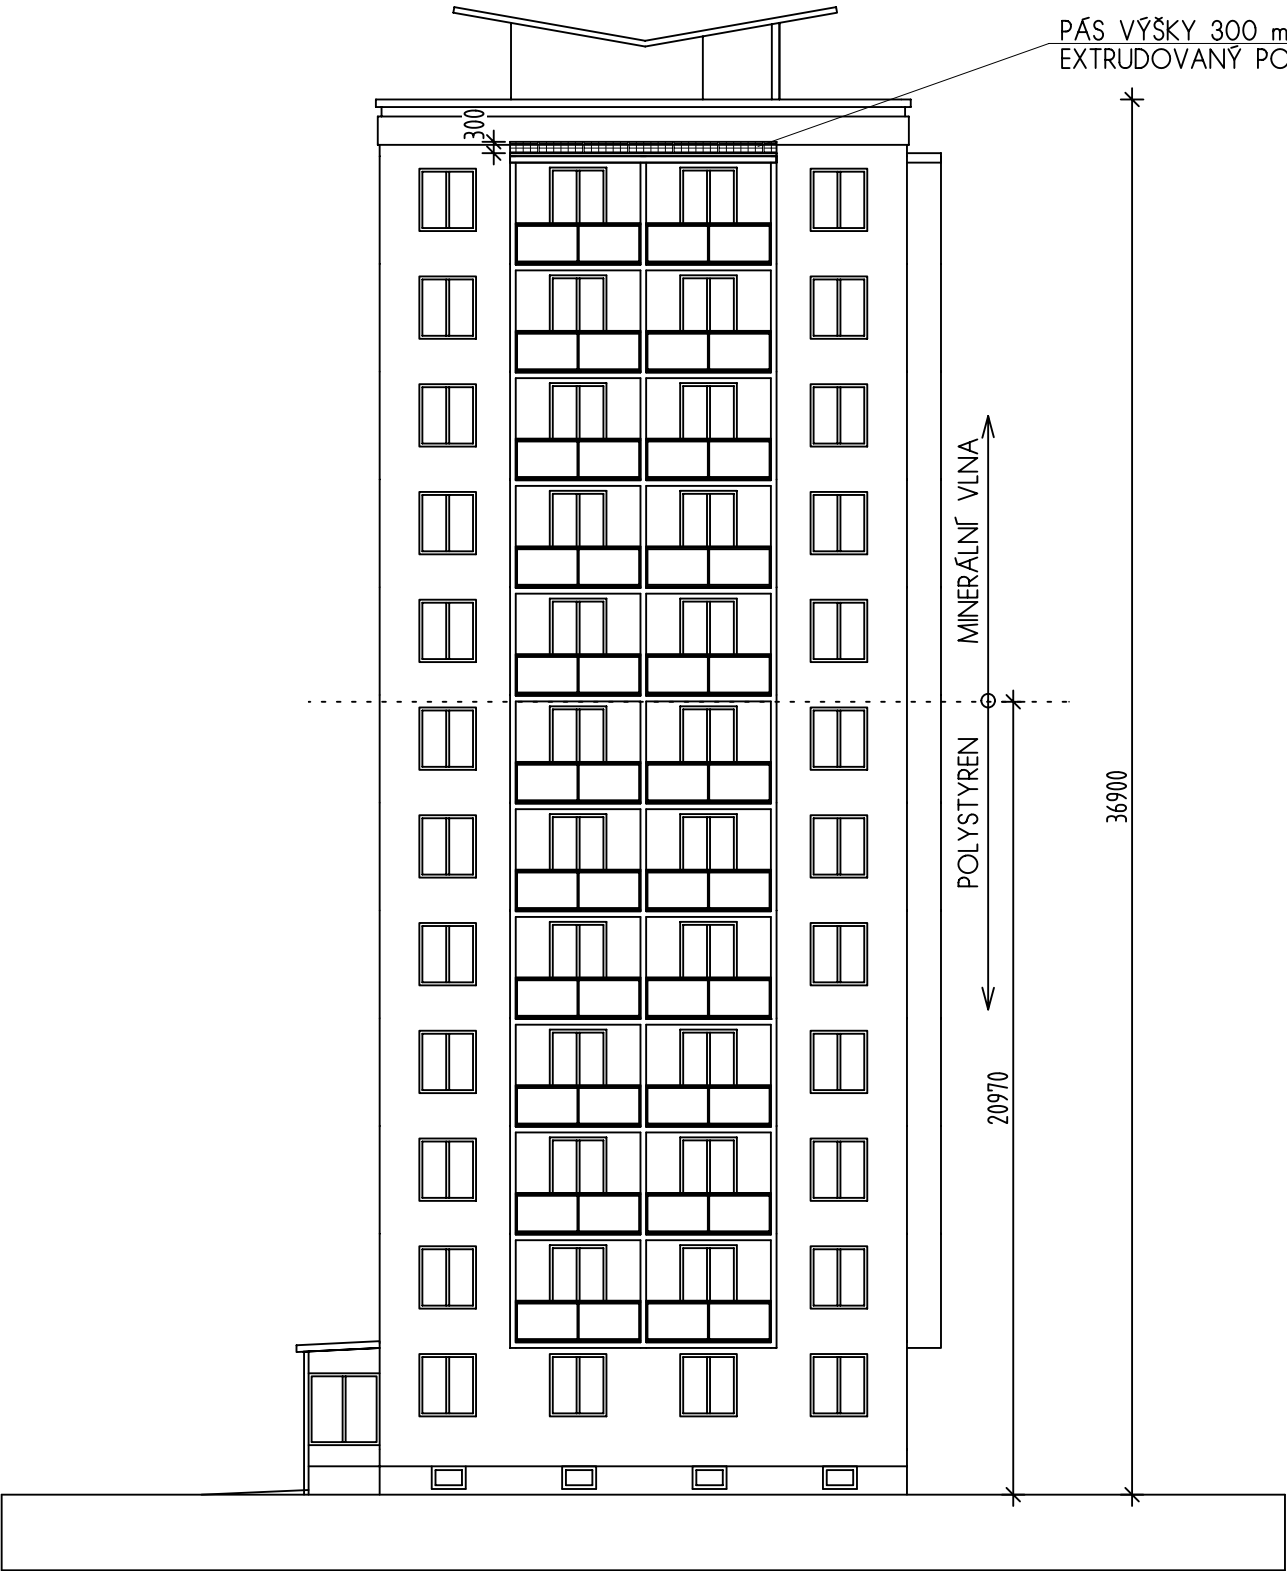 PÁS VÝŠKY 300 m
EXTRUDOVANÝ PO
300
MINERÁLNÍ VLNA
POLYSTYREN
36900
20970